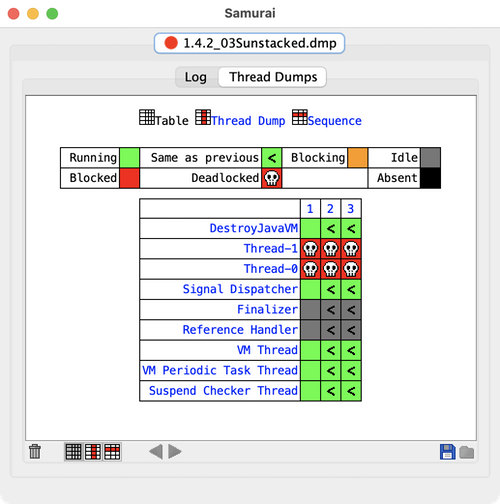 Samurai
1.4.2_03Sunstacked.dmp
Log Thread Dumps
Table Thread Dump Sequence
Running Same as previous < Blocking Idle
Blocked Deadlocked Absent
1 2 3
DestroyJavaVM < <
Thread-1
Thread-0
Signal Dispatcher < <
Finalizer < <
Reference Handler < <
VM Thread < <
VM Periodic Task Thread < <
Suspend Checker Thread < <